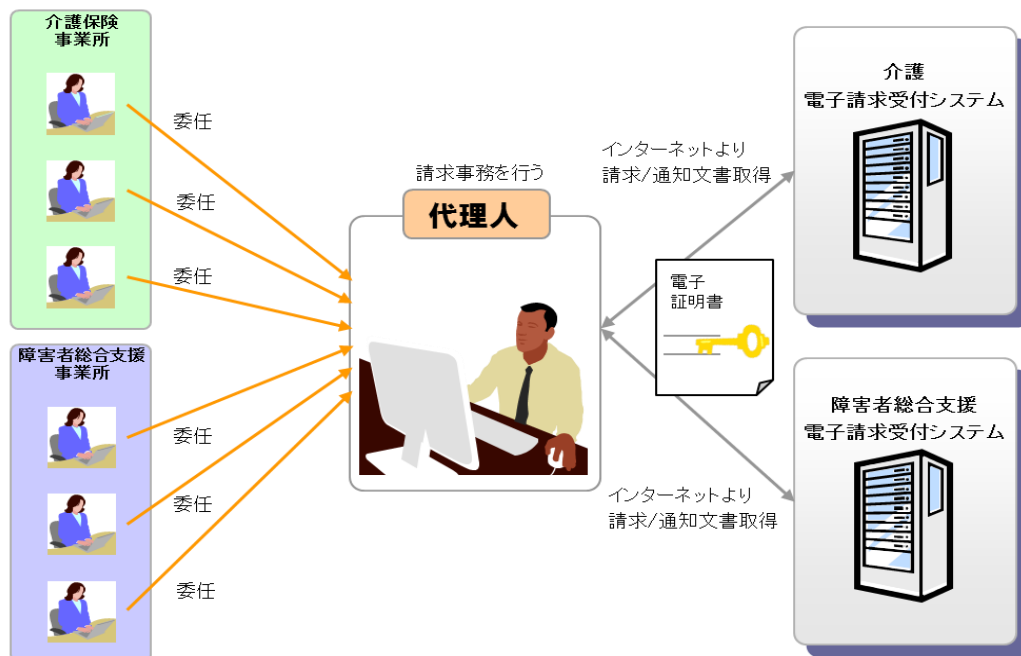 介護保険
事業所
委任
委任
委任
障害者総合支援
事業所
委任
委任
委任
請求事務を行う
代理人
インターネットより
請求/通知文書取得
電子
証明書
インターネットより
請求/通知文書取得
介護
電子請求受付システム
障害者総合支援
電子請求受付システム